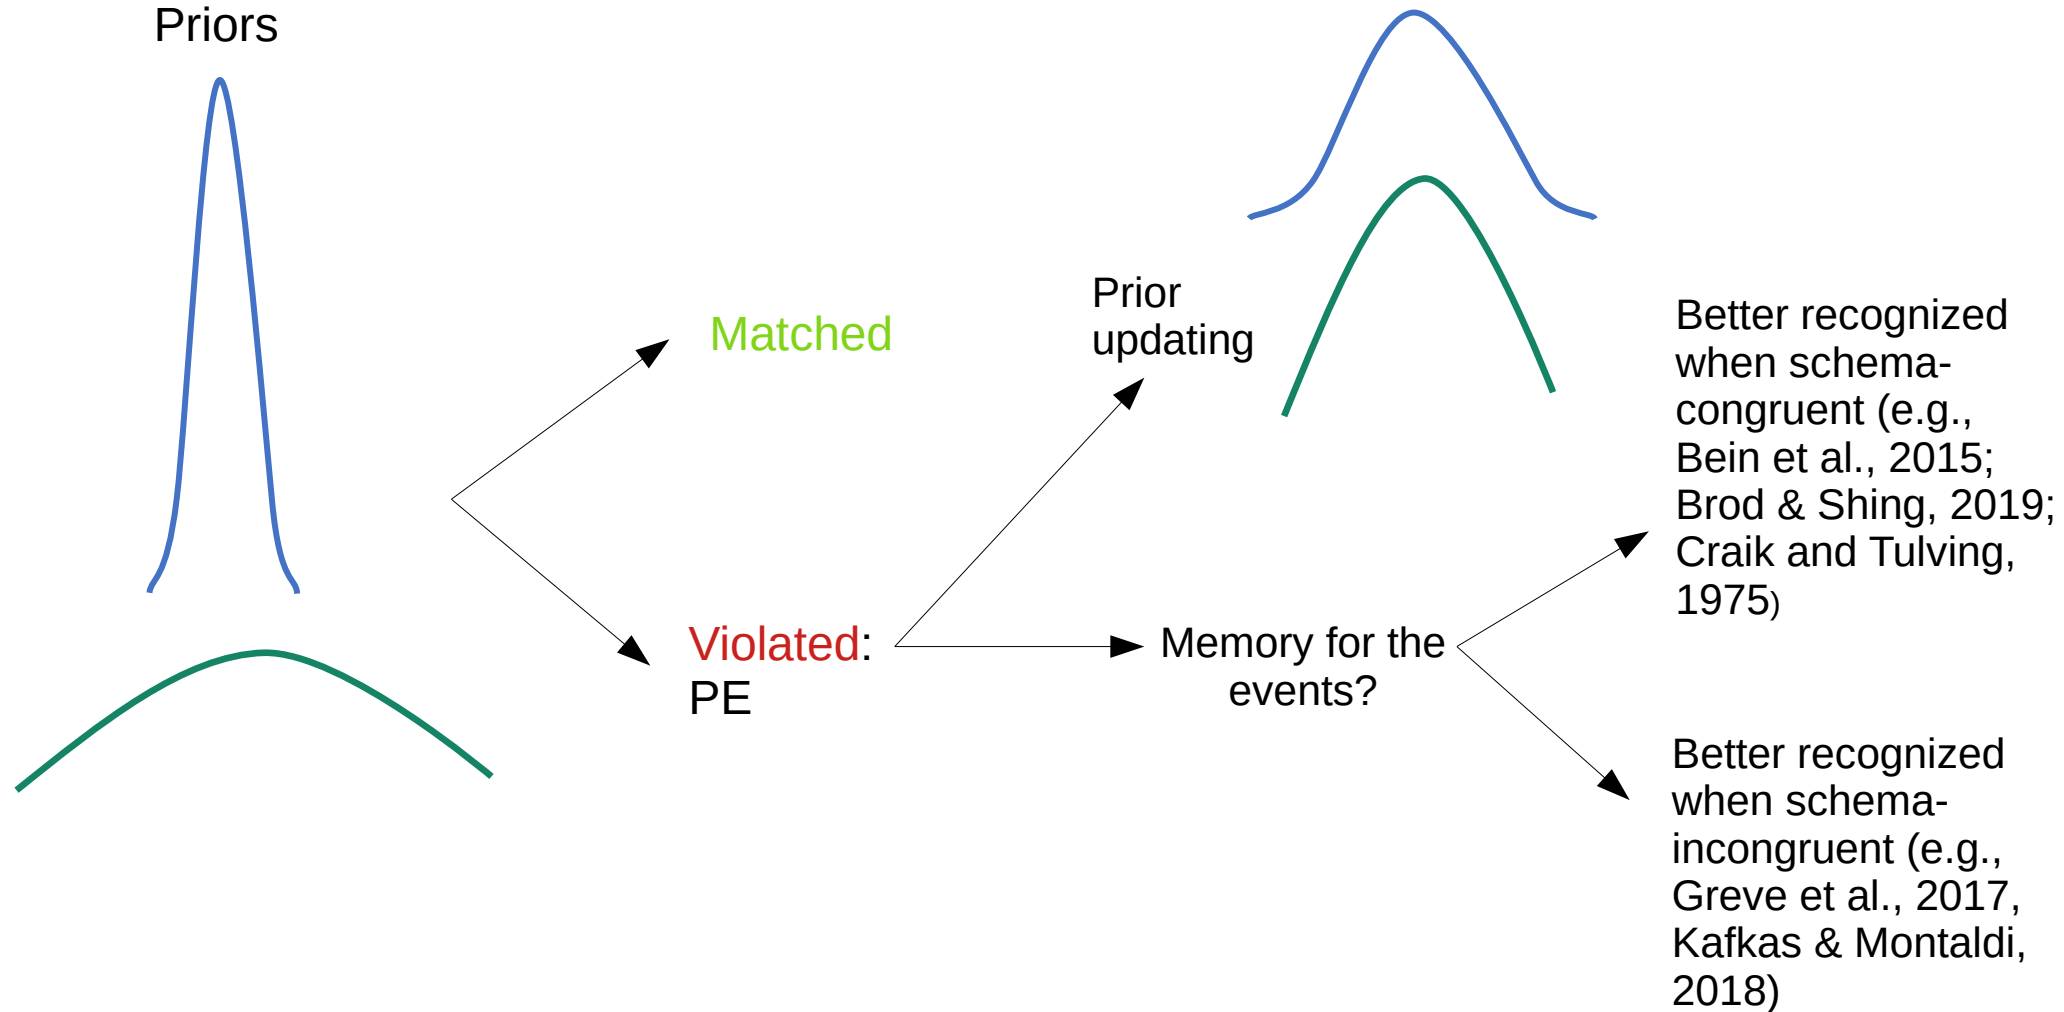 Priors
Matched
Violated:
PE
Prior
updating
Memory for the
events?
Better recognized
when schema-
congruent (e.g.,
Bein et al., 2015;
Brod & Shing, 2019;
Craik and Tulving,
1975)
Better recognized
when schema-
incongruent (e.g.,
Greve et al., 2017,
Kafkas & Montaldi,
2018)